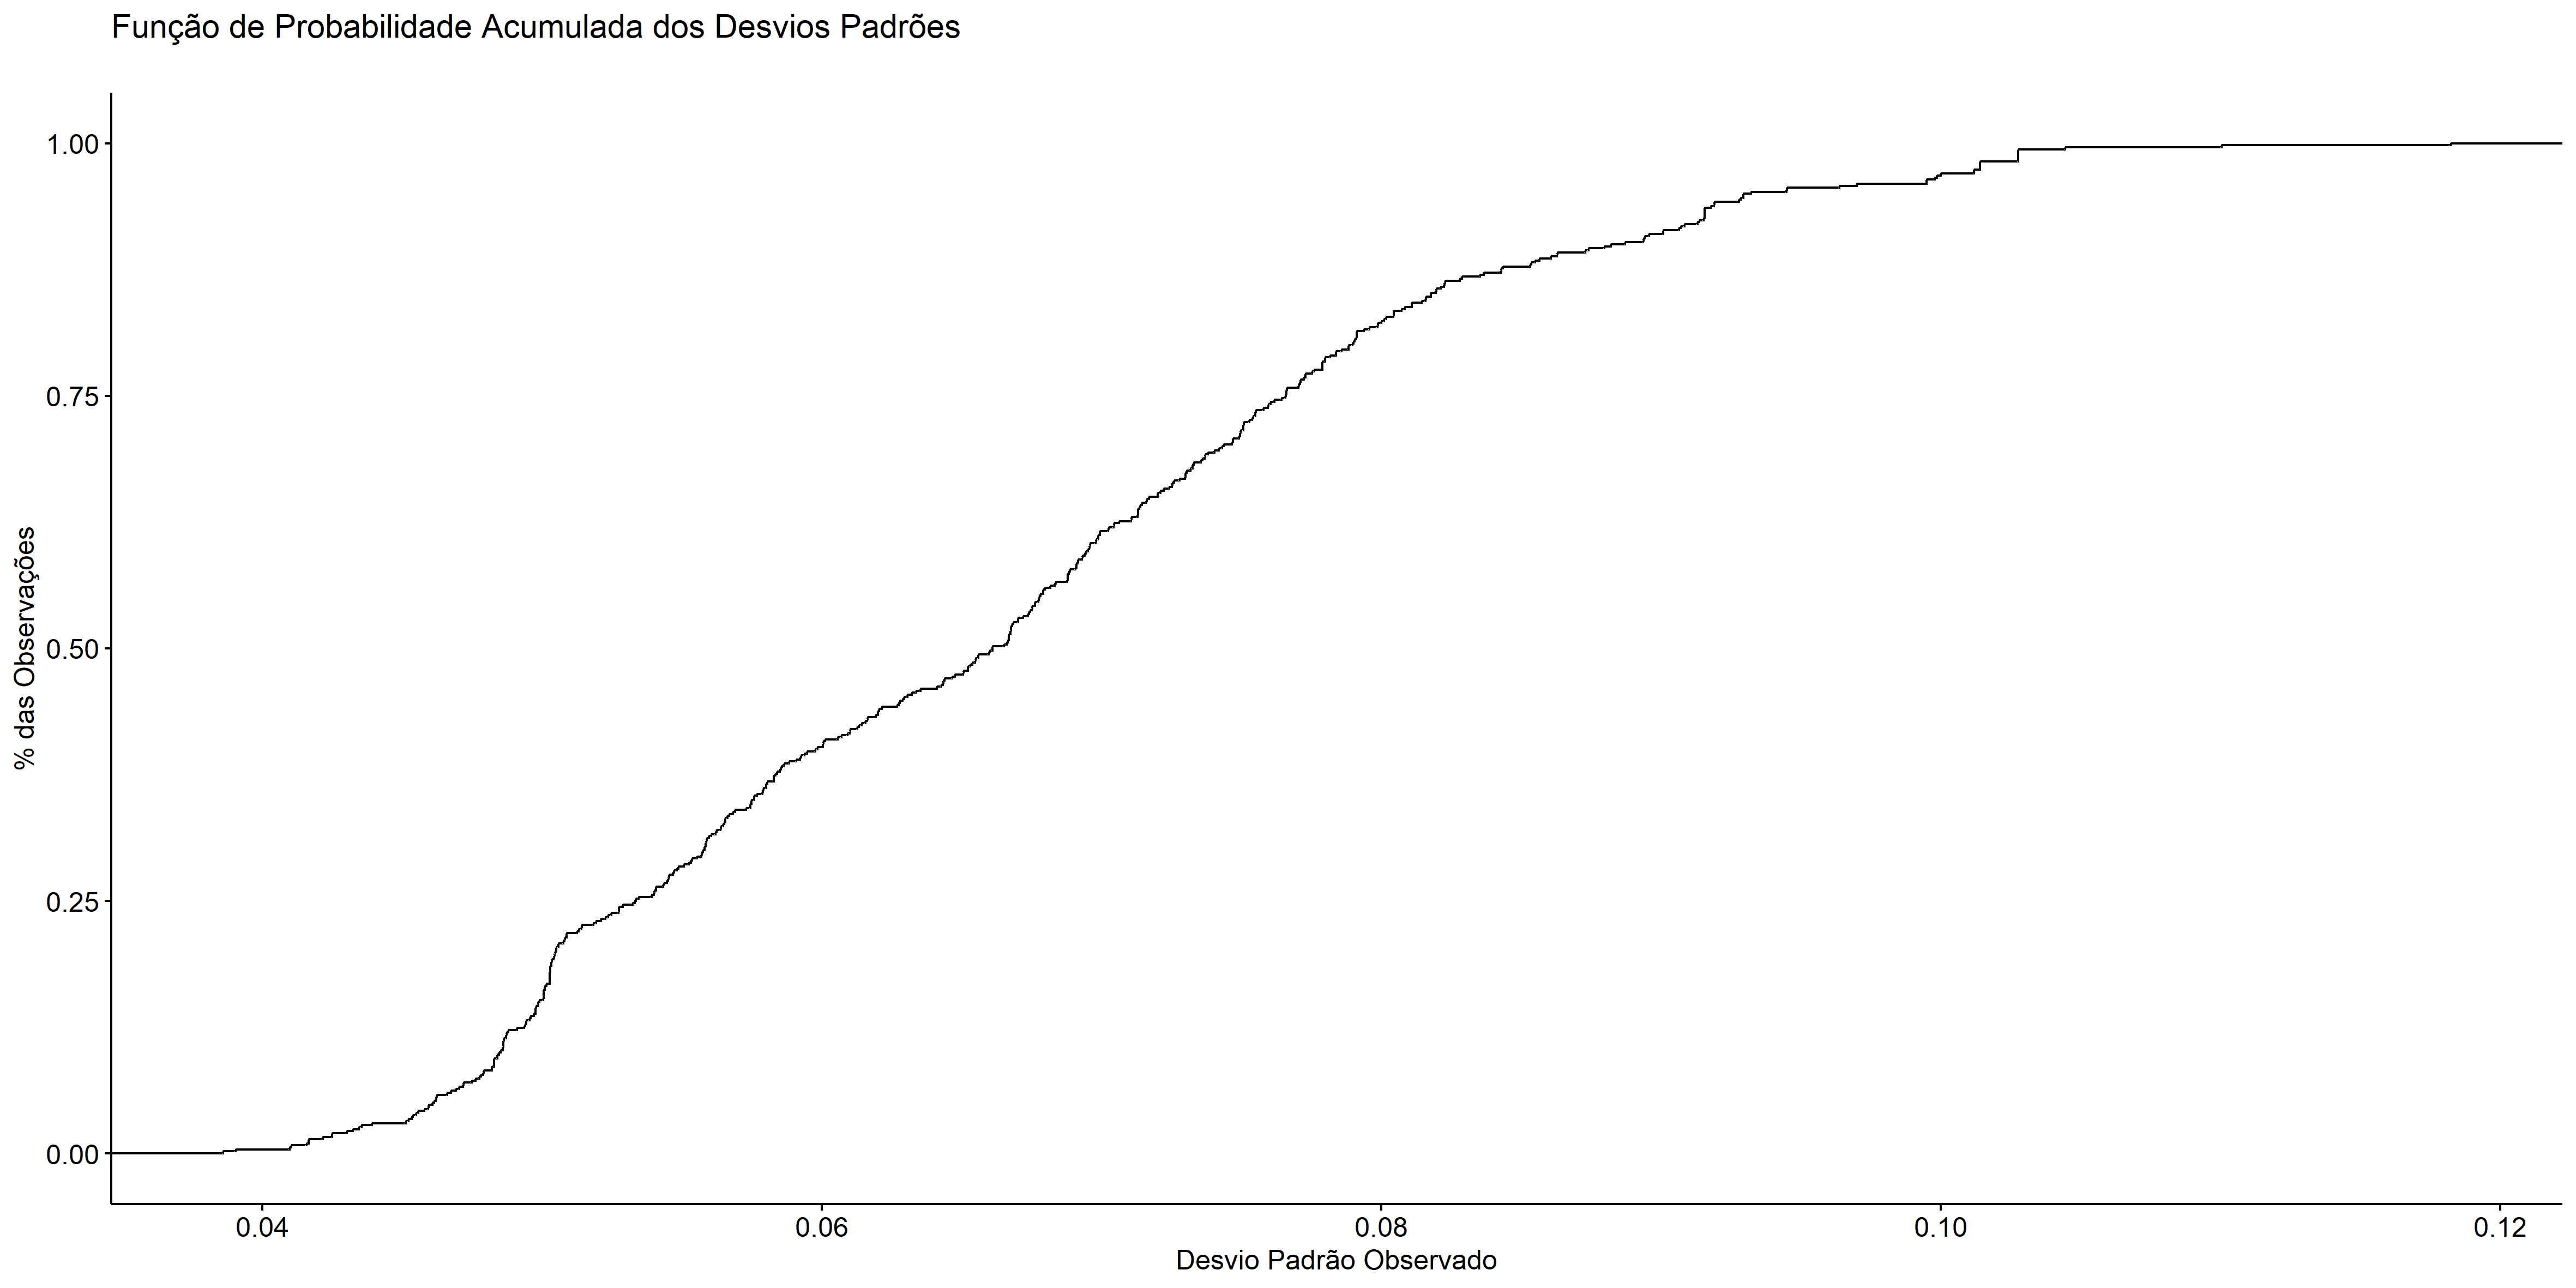 Função de Probabilidade Acumulada dos Desvios Padrões
1.00
0.75
0.50
0.25
0.00
% das Observações
0.04 0.06 0.08 0.10 0.12
Desvio Padrão Observado